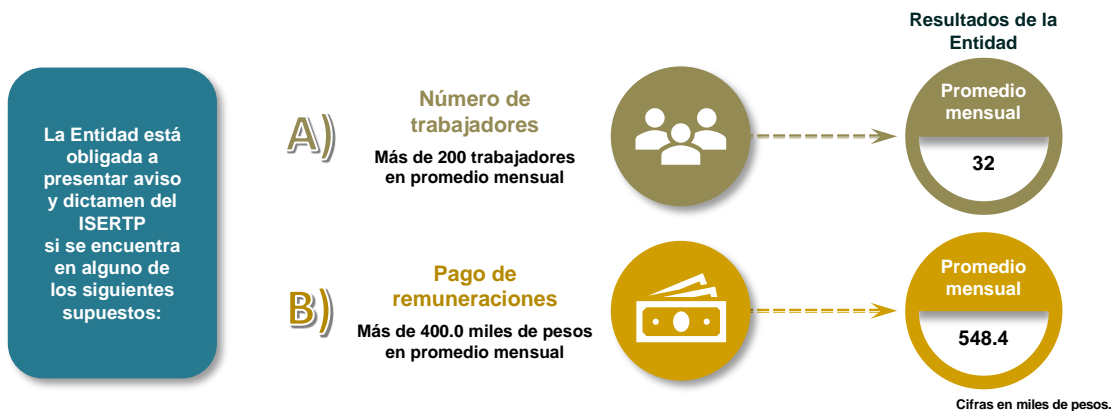 La Entidad está
obligada a
presentar aviso
y dictamen del
ISERTP
si se encuentra
en alguno de
los siguientes
supuestos:
A)
Número de
trabajadores
Más de 200 trabajadores
en promedio mensual
Resultados de la
Entidad
Promedio
mensual
32
B)
Pago de
remuneraciones
Más de 400.0 miles de pesos
en promedio mensual
Promedio
mensual
548.4
Cifras en miles de pesos.